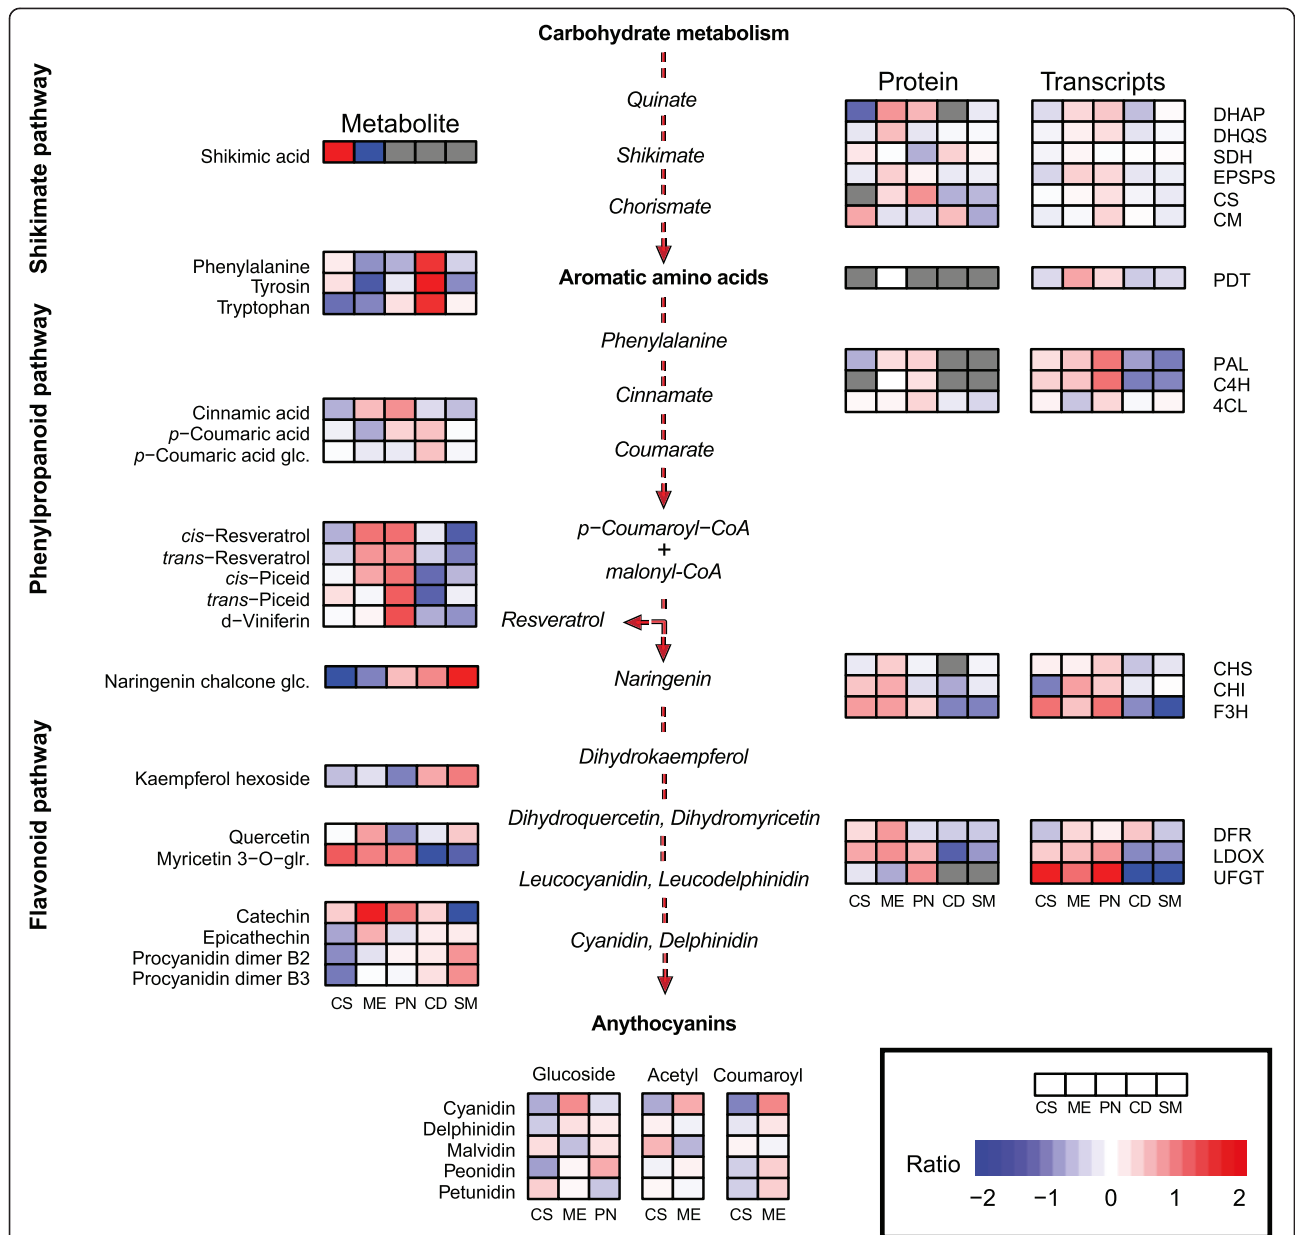 Carbohydrate metabolism
Shikimate pathway
Phenylpropanoid pathway
Flavonoid pathway
Metabolite
Shikimic acid
Phenylalanine
Tyrosin
Tryptophan
Cinnamic acid
p−Coumaric acid
p−Coumaric acid glc.
cis−Resveratrol
trans−Resveratrol
cis−Piceid
trans−Piceid
d−Viniferin
Naringenin chalcone glc.
Kaempferol hexoside
Quercetin
Myricetin 3−O−glr.
Catechin
Epicathechin
Procyanidin dimer B2
Procyanidin dimer B3
CS ME PN CD SM
Quinate
Shikimate
Chorismate
Aromatic amino acids
Phenylalanine
Cinnamate
Coumarate
p−Coumaroyl−CoA
+
malonyl-CoA
Resveratrol
Naringenin
Dihydrokaempferol
Dihydroquercetin, Dihydromyricetin
Leucocyanidin, Leucodelphinidin
Cyanidin, Delphinidin
Anythocyanins
Protein Transcripts
DHAP
DHQS
SDH
EPSPS
CS
CM
PDT
PAL
C4H
4CL
CHS
CHI
F3H
DFR
LDOX
UFGT
CS ME PN CD SM CS ME PN CD SM
Glucoside Acetyl Coumaroyl
Cyanidin
Delphinidin
Malvidin
Peonidin
Petunidin
CS ME PN CS ME CS ME
CS ME PN CD SM
Ratio
−2 −1 0 1 2